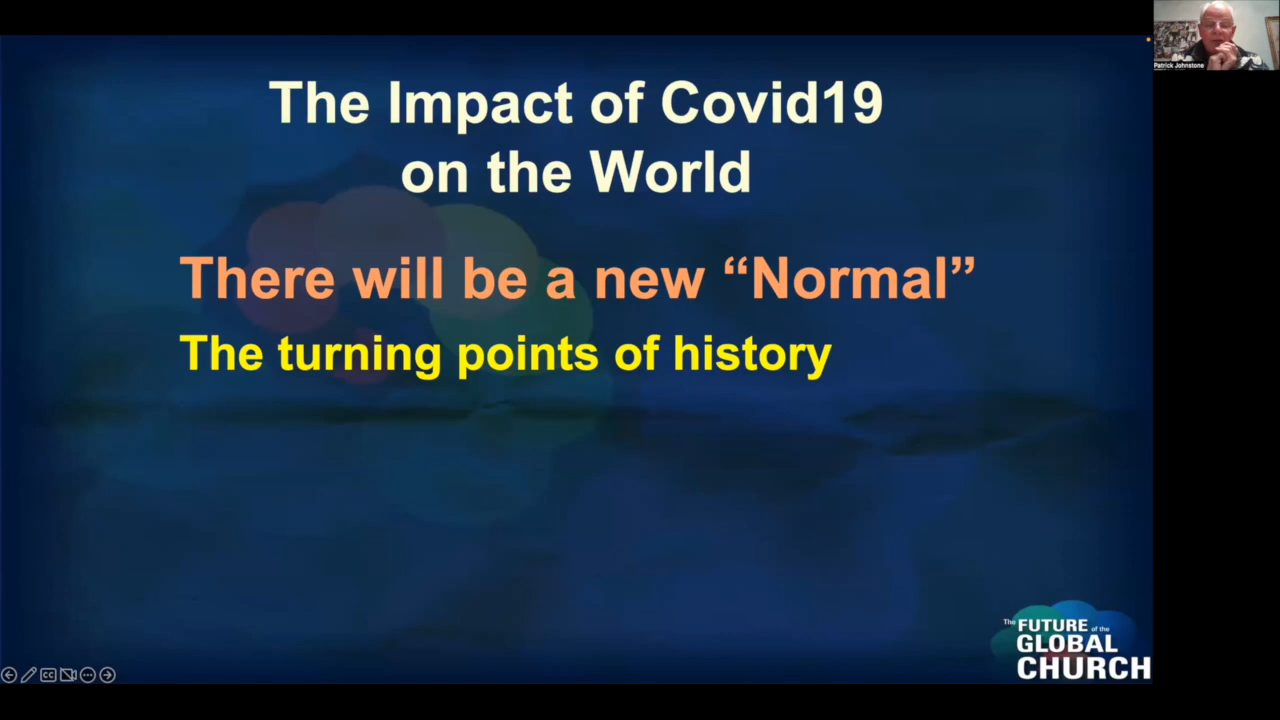 Patrick Johnstone
The Impact of Covid19
on the World
There will be a new “Normal”
The turning points of history
The FUTURE of the
GLOBAL
CHURCH
CC